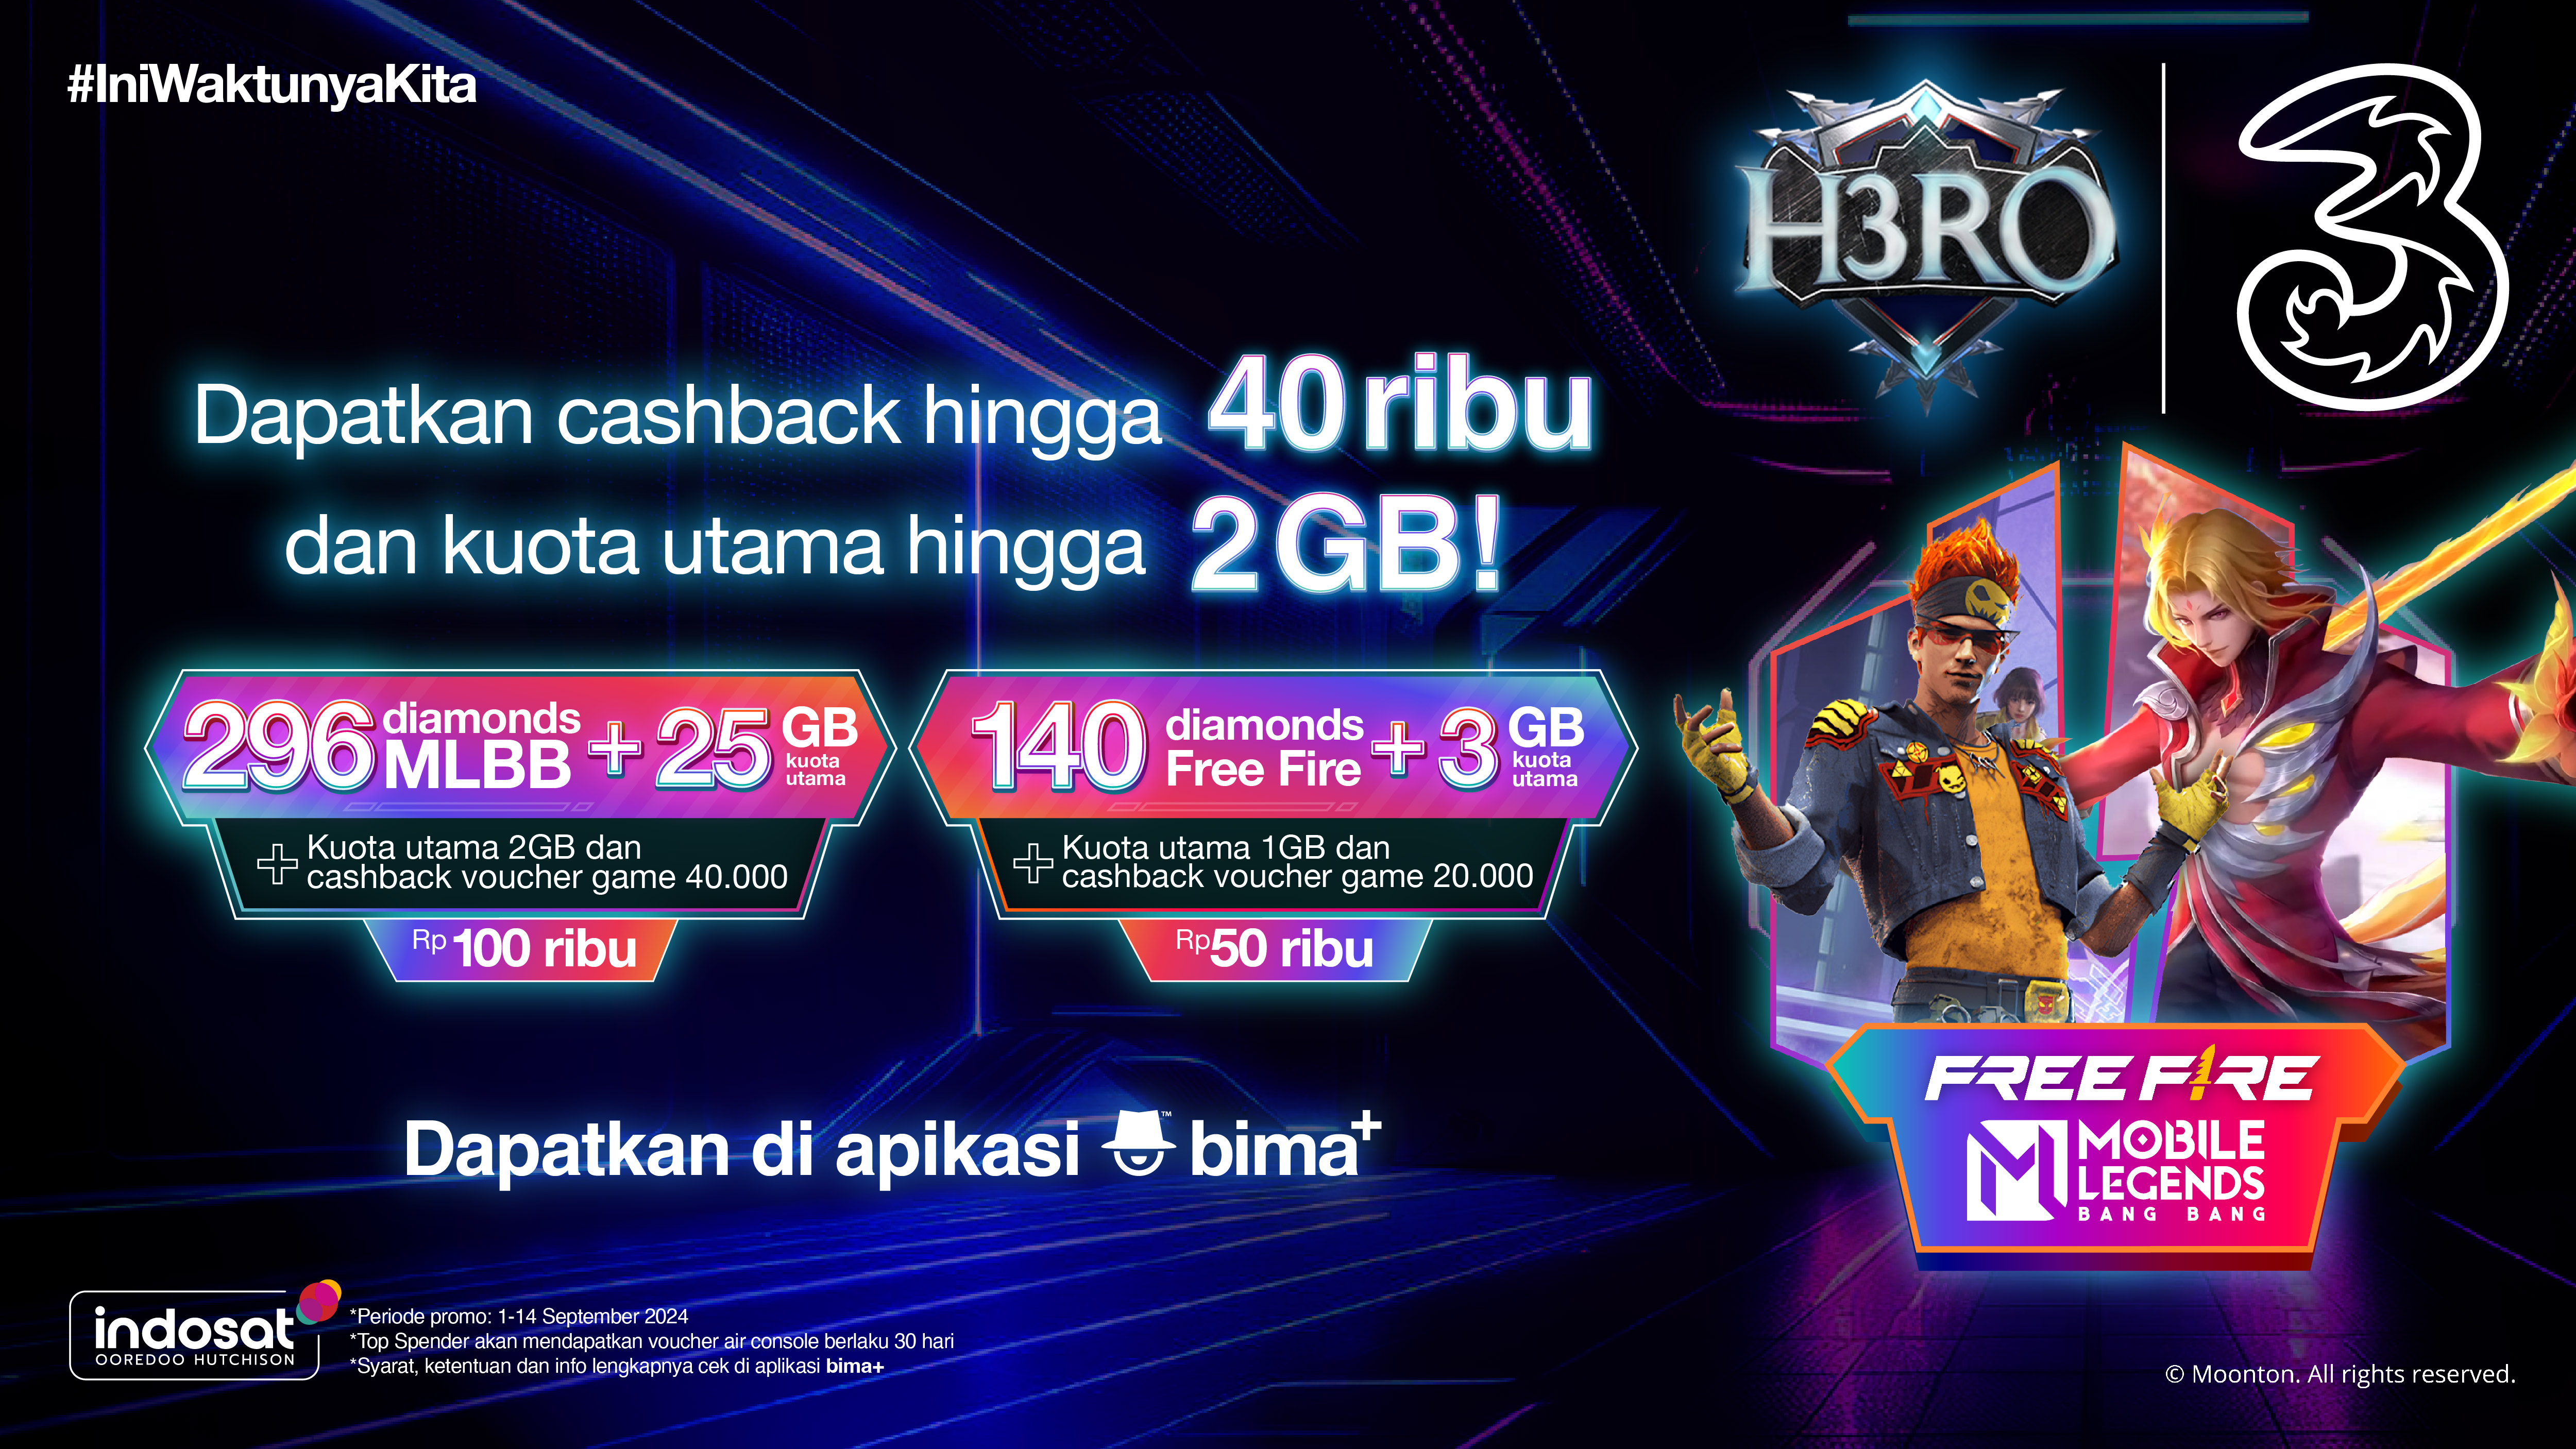 #IniWaktunyaKita
H3RO
3
Dapatkan cashback hingga 40 ribu
dan kuota utama hingga 2GB!
296 diamonds MLBB + 25 GB kuota utama
+ Kuota utama 2GB dan
cashback voucher game 40.000
Rp 100 ribu
140 diamonds Free Fire + 3 GB kuota utama
+ Kuota utama 1GB dan
cashback voucher game 20.000
Rp 50 ribu
FREE FIRE
MOBILE
LEGENDS
BANG BANG
Dapatkan di apikasi ™ bima+
indosat
OOREDOO HUTCHISON
*Periode promo: 1-14 September 2024
*Top Spender akan mendapatkan voucher air console berlaku 30 hari
*Syarat, ketentuan dan info lengkapnya cek di aplikasi bima+
© Moonton. All rights reserved.